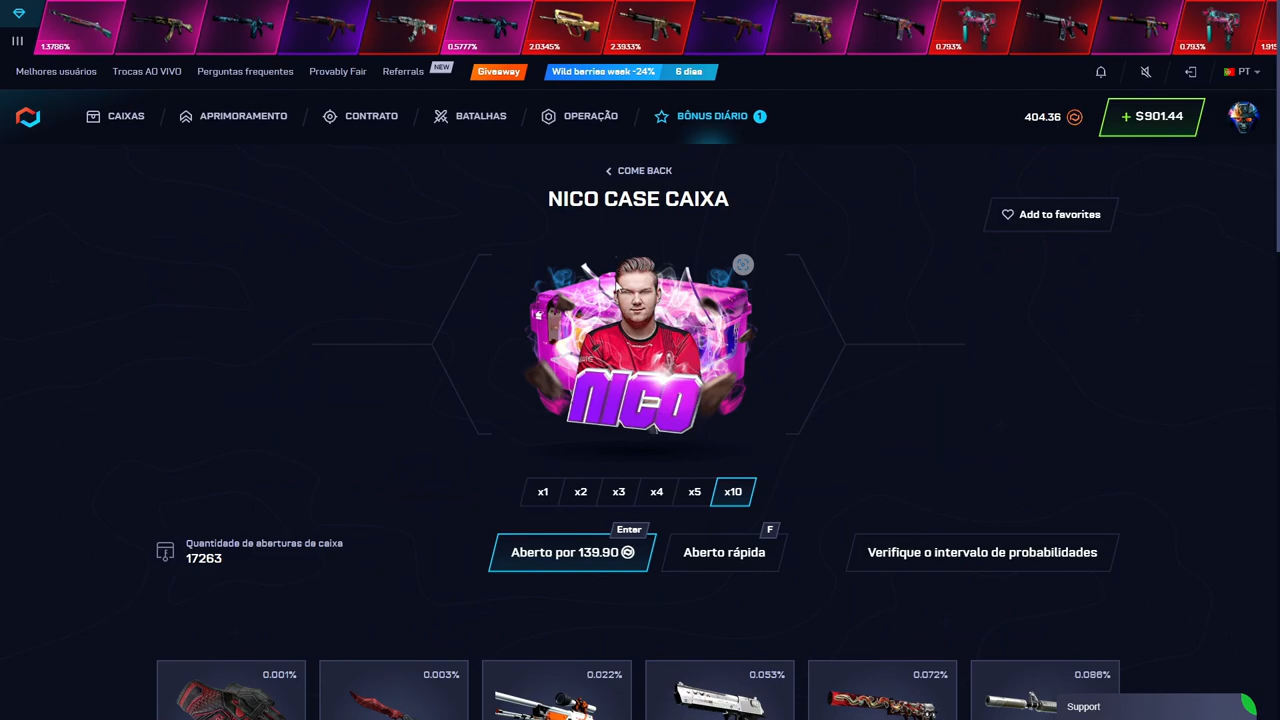 1.3786%
0.5777%
2.0345%
2.3933%
0.793%
0.793%
Melhores usuários
Trocas AO VIVO
Perguntas frequentes
Provably Fair
Referrals
NEW
Giveaway
Wild berries week -24%
6 dias
PT
CAIXAS
APRIMORAMENTO
CONTRATO
BATALHAS
OPERAÇÃO
BÔNUS DIÁRIO 1
404.36
+ $901.44
COME BACK
NICO CASE CAIXA
Add to favorites
NICO
x1
x2
x3
x4
x5
x10
Enter
F
Quantidade de aberturas de caixa
17263
Aberto por 139.90
Aberto rápida
Verifique o intervalo de probabilidades
0.001%
0.003%
0.022%
0.053%
0.072%
0.086%
Support